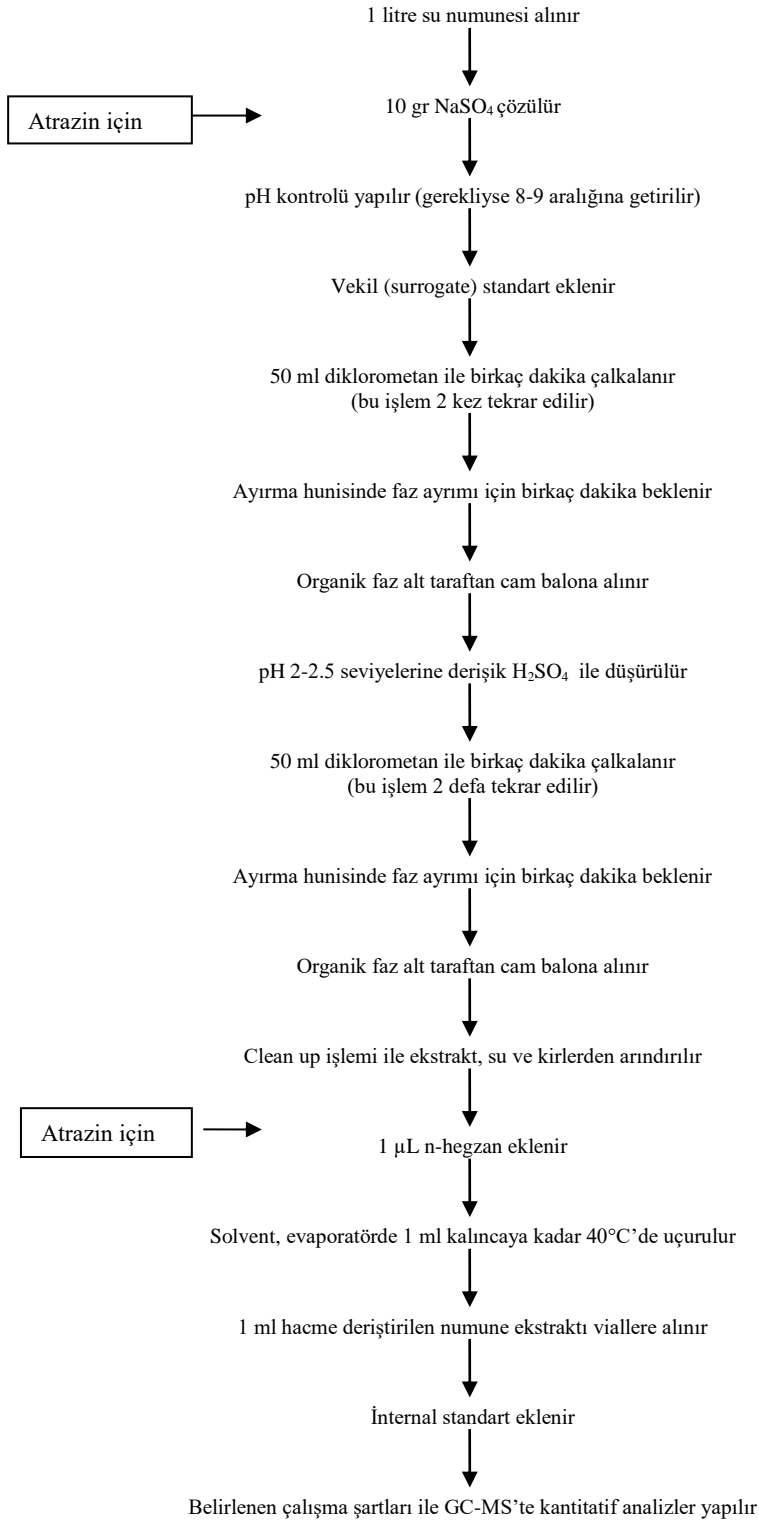 1 litre su numunesi alınır
Atrazin için
10 gr NaSO₄ çözülür
pH kontrolü yapılır (gerekliyse 8-9 aralığına getirilir)
Vekil (surrogate) standart eklenir
50 ml diklorometan ile birkaç dakika çalkalanır
(bu işlem 2 kez tekrar edilir)
Ayırma hunisinde faz ayrımı için birkaç dakika beklenir
Organik faz alt taraftan cam balona alınır
pH 2-2.5 seviyelerine derişik H₂SO₄ ile düşürülür
50 ml diklorometan ile birkaç dakika çalkalanır
(bu işlem 2 defa tekrar edilir)
Ayırma hunisinde faz ayrımı için birkaç dakika beklenir
Organik faz alt taraftan cam balona alınır
Clean up işlemi ile ekstrakt, su ve kirlerden arındırılır
Atrazin için
1 µL n-hegzan eklenir
Solvent, evaporatörde 1 ml kalıncaya kadar 40°C’de uçurulur
1 ml hacme deriştirilen numune ekstraktı viallere alınır
İnternal standart eklenir
Belirlenen çalışma şartları ile GC-MS’te kantitatif analizler yapılır